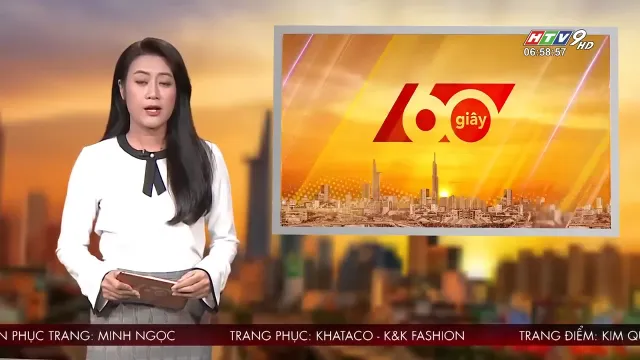 HTV9 HD
06:58:57
60 giây
N PHỤC TRANG: MINH NGỌC TRANG PHỤC: KHATACO - K&K FASHION TRANG ĐIỂM: KIM QU